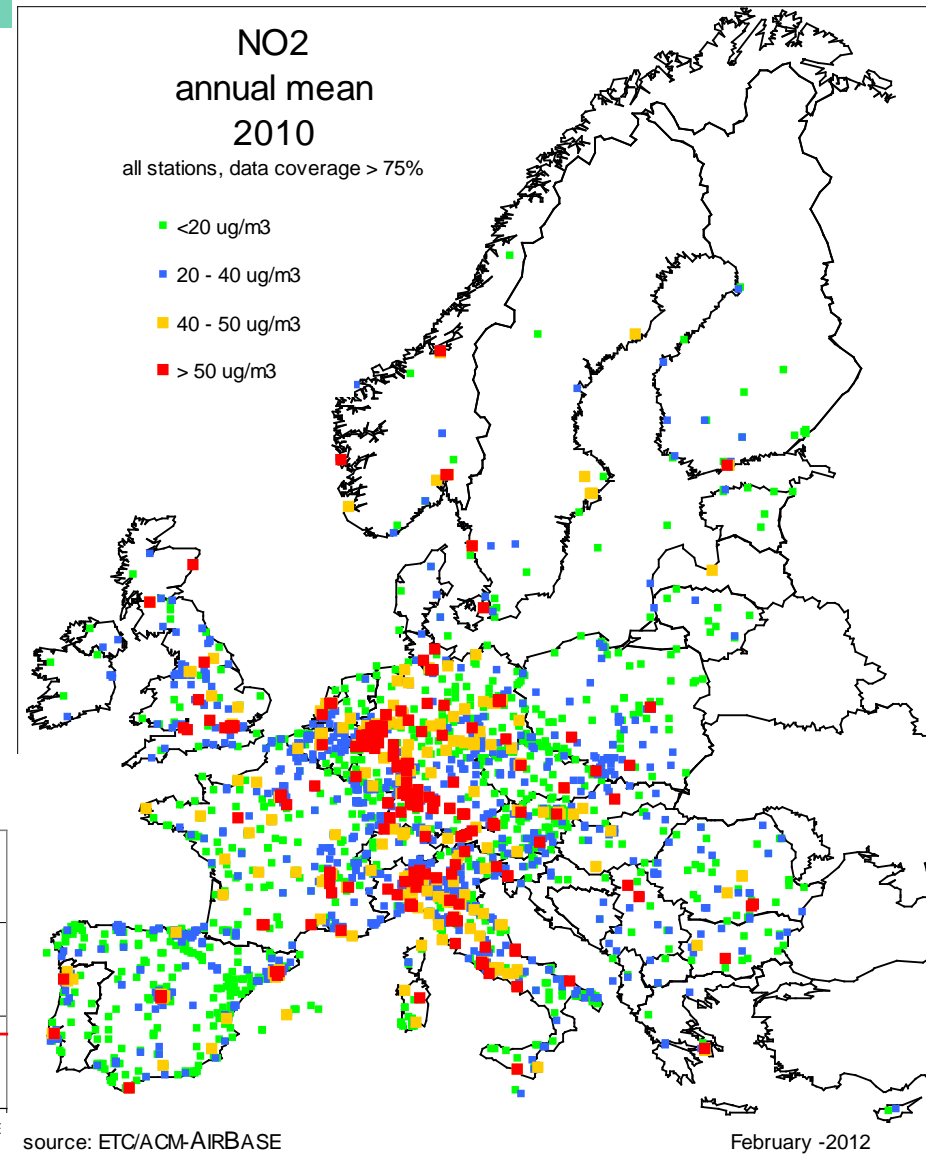 NO2
annual mean
2010
all stations, data coverage > 75%
<20 ug/m3
20 - 40 ug/m3
40 - 50 ug/m3
> 50 ug/m3
E
source: ETC/ACM-AIRBASE
February -2012